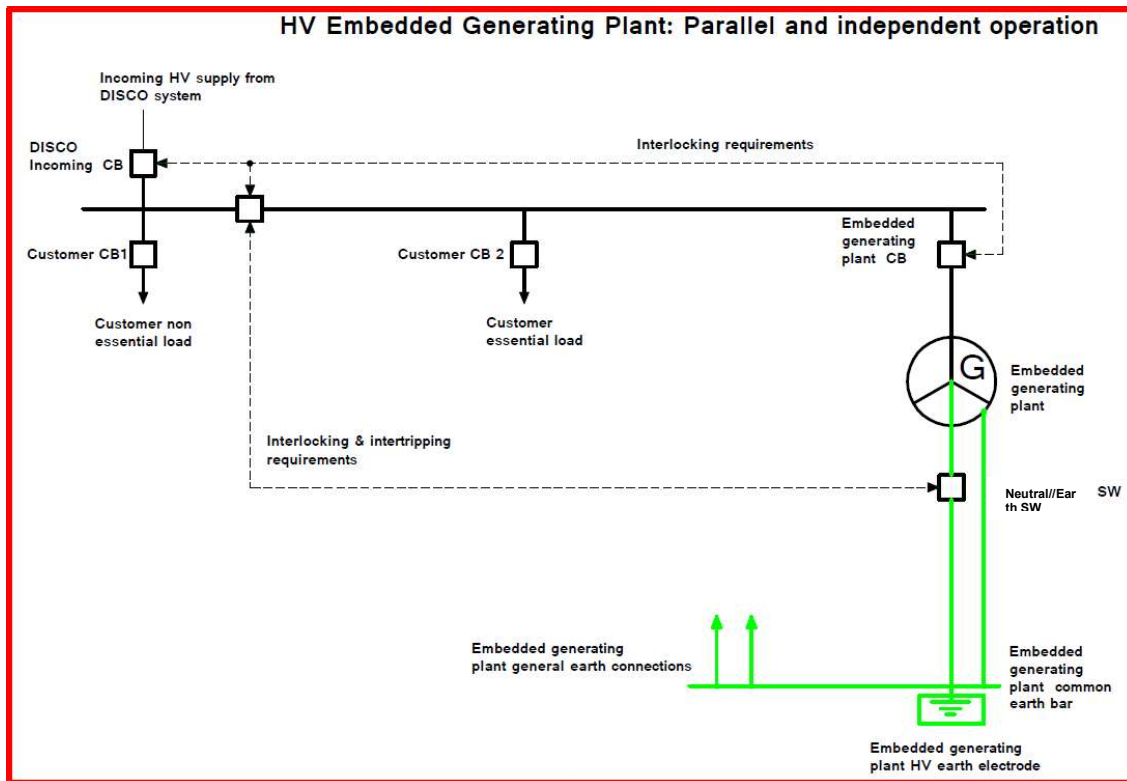 HV Embedded Generating Plant: Parallel and independent operation
Incoming HV supply from
DISCO system
DISCO
Incoming CB
Interlocking requirements
Customer CB1
Customer CB 2
Embedded
generating
plant CB
Customer non
essential load
Customer
essential load
G
Embedded
generating
plant
Interlocking & intertripping
requirements
Neutral//Ear
th SW
SW
Embedded generating
plant general earth connections
Embedded
generating
plant common
earth bar
Embedded generating
plant HV earth electrode